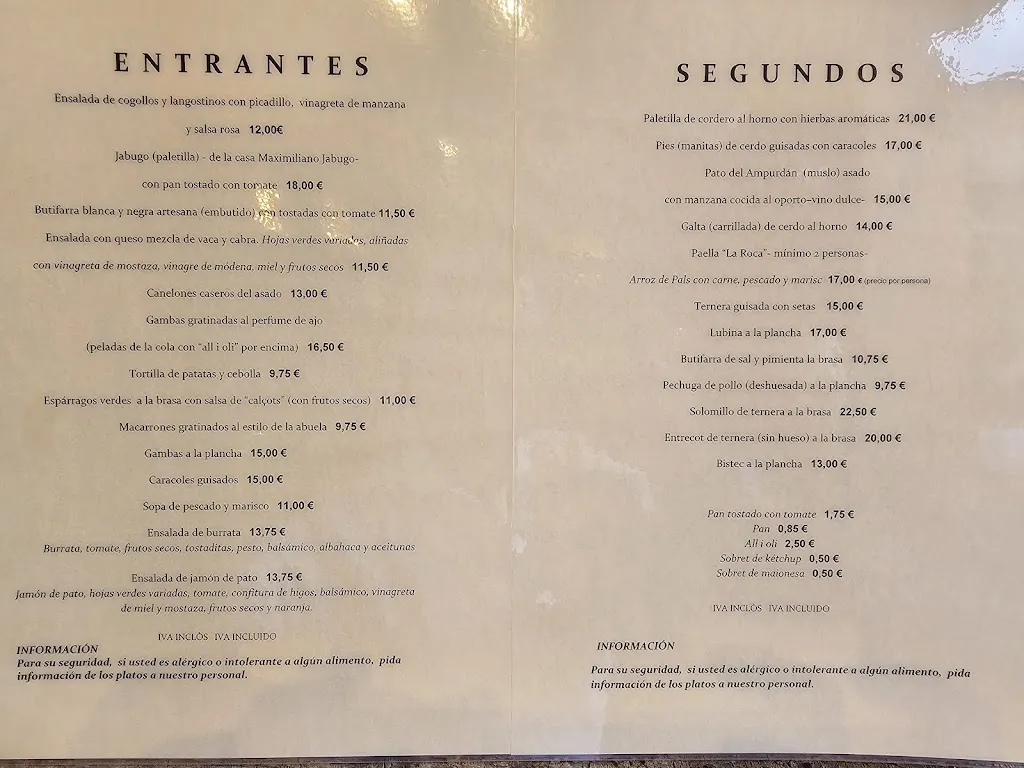 ENTRANTES
Ensalada de cogollos y langostinos con picadillo, vinagreta de manzana
y salsa rosa 12,00€
Jabugo (paletilla) - de la casa Maximiliano Jabugo-
con pan tostado con tomate 18,00 €
Butifarra blanca y negra artesana (embutido) con tostadas con tomate 11,50 €
Ensalada con queso mezcla de vaca y cabra. Hojas verdes variadas, aliñadas
con vinagreta de mostaza, vinagre de módena, miel y frutos secos 11,50 €
Canelones caseros del asado 13,00 €
Gambas gratinadas al perfume de ajo
(peladas de la cola con "all i oli" por encima) 16,50 €
Tortilla de patatas y cebolla 9,75 €
Espárragos verdes a la brasa con salsa de "calçots" (con frutos secos) 11,00 €
Macarrones gratinados al estilo de la abuela 9,75 €
Gambas a la plancha 15,00 €
Caracoles guisados 15,00 €
Sopa de pescado y marisco 11,00 €
Ensalada de burrata 13,75 €
Burrata, tomate, frutos secos, tostaditas, pesto, balsámico, albahaca y aceitunas
Ensalada de jamón de pato 13,75 €
Jamón de pato, hojas verdes variadas, tomate, confitura de higos, balsámico, vinagreta
de miel y mostaza, frutos secos y naranja.
IVA INCLÒS IVA INCLUIDO
INFORMACIÓN
Para su seguridad, si usted es alérgico o intolerante a algún alimento, pida
información de los platos a nuestro personal.
SEGUNDOS
Paletilla de cordero al horno con hierbas aromáticas 21,00 €
Pies (manitas) de cerdo guisadas con caracoles 17,00 €
Pato del Ampurdán (muslo) asado
con manzana cocida al oporto-vino dulce- 15,00 €
Galta (carrillada) de cerdo al horno 14,00 €
Paella "La Roca"- mínimo 2 personas-
Arroz de Pals con carne, pescado y marisc 17,00 € (precio por persona)
Ternera guisada con setas 15,00 €
Lubina a la plancha 17,00 €
Butifarra de sal y pimienta la brasa 10,75 €
Pechuga de pollo (deshuesada) a la plancha 9,75 €
Solomillo de ternera a la brasa 22,50 €
Entrecot de ternera (sin hueso) a la brasa 20,00 €
Bistec a la plancha 13,00 €
Pan tostado con tomate 1,75 €
Pan 0,85 €
All i oli 2,50 €
Sobret de kétchup 0,50 €
Sobret de maionesa 0,50 €
IVA INCLÒS IVA INCLUIDO
INFORMACIÓN
Para su seguridad, si usted es alérgico o intolerante a algún alimento, pida
información de los platos a nuestro personal.